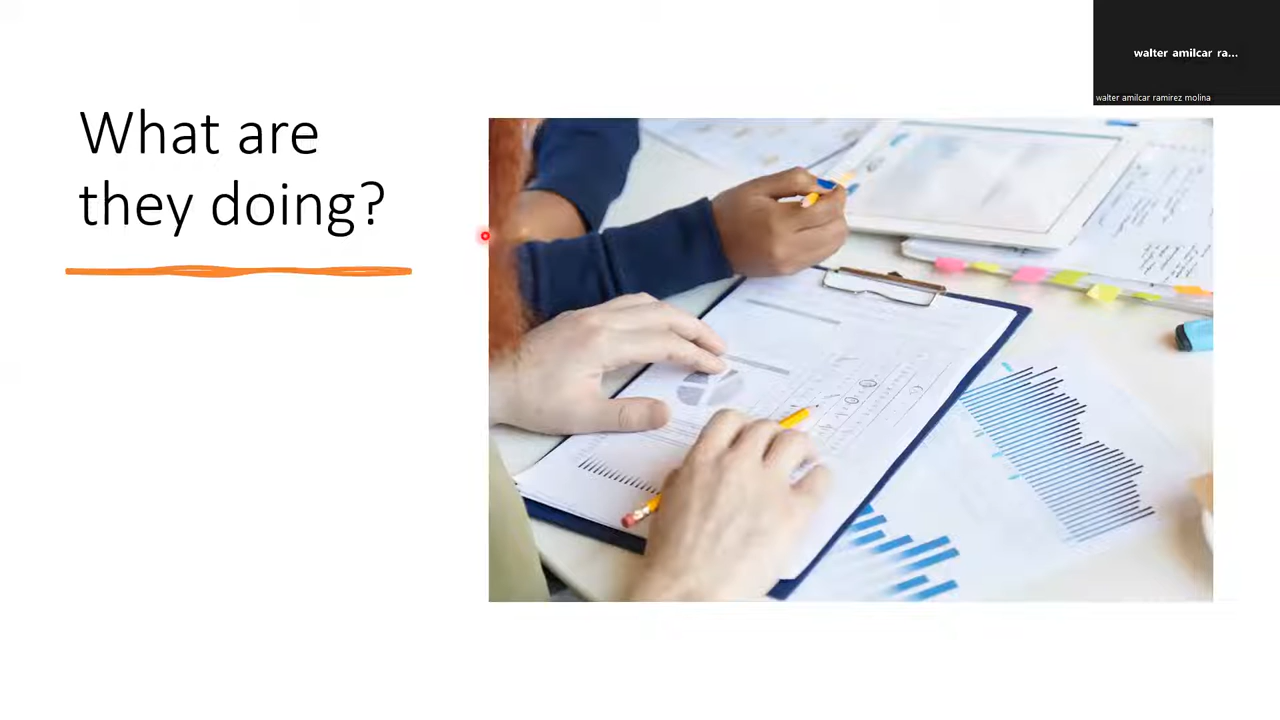 What are
they doing?
walter amilcar ra...
walter amilcar ramirez molina